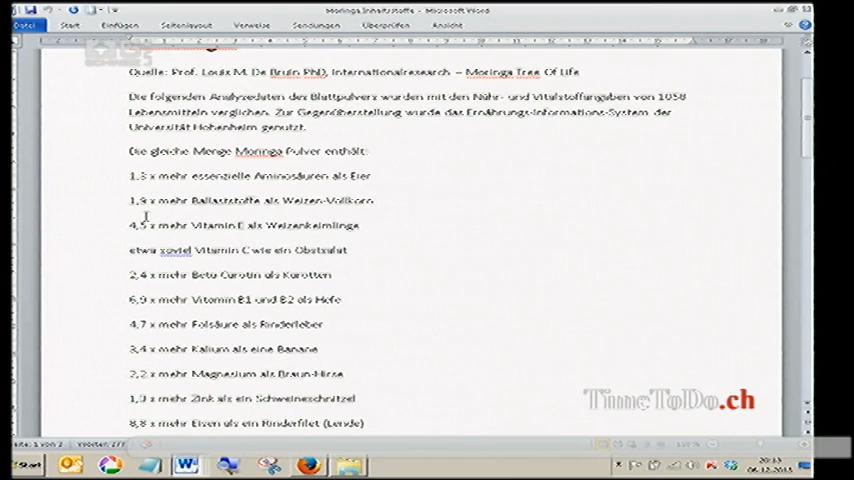 Moringa Inhaltsstoffe - Microsoft Word
Datei Start Einfügen Seitenlayout Verweise Sendungen Überprüfen Ansicht
Quelle: Prof. Louis M. De Bruin PhD, Internationalresearch – Moringa Tree Of Life
Die folgenden Analysedaten des Blattpulvers wurden mit den Nähr- und Vitalstoffangaben von 1058
Lebensmitteln verglichen. Zur Gegenüberstellung wurde das Ernährungs-Informations-System der
Universität Hohenheim genutzt.
Die gleiche Menge Moringa Pulver enthält:
1,3 x mehr essenzielle Aminosäuren als Eier
1,9 x mehr Ballaststoffe als Weizen-Vollkorn
4,5 x mehr Vitamin E als Weizenkeimlinge
etwa soviel Vitamin C wie ein Obstsalat
2,4 x mehr Beta Carotin als Karotten
6,9 x mehr Vitamin B1 und B2 als Hefe
4,7 x mehr Folsäure als Rinderleber
3,4 x mehr Kalium als eine Banane
2,2 x mehr Magnesium als Braun-Hirse
x mehr Zink als ein Schweineschnitzel
8,8 x mehr Eisen als ein Rinderfilet (Lende)
TimeToDo.ch
Seite: 1 von 2 Wörter: 277
Start
20:13
06.12.2013